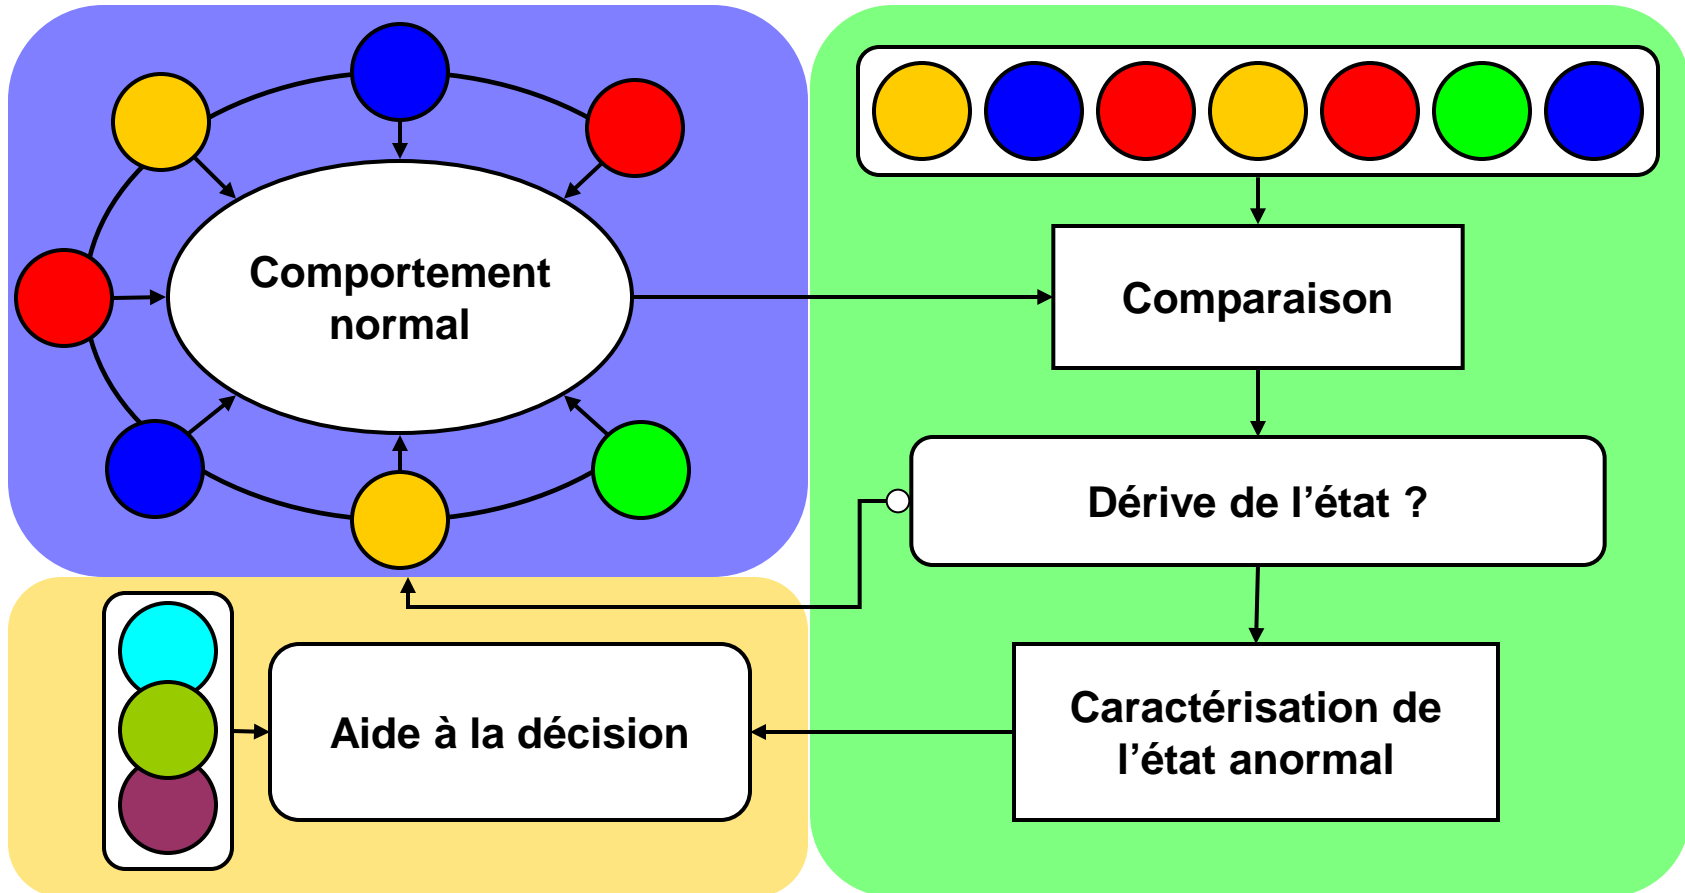 Comportement
normal
Comparaison
Dérive de l’état ?
Caractérisation de
l’état anormal
Aide à la décision